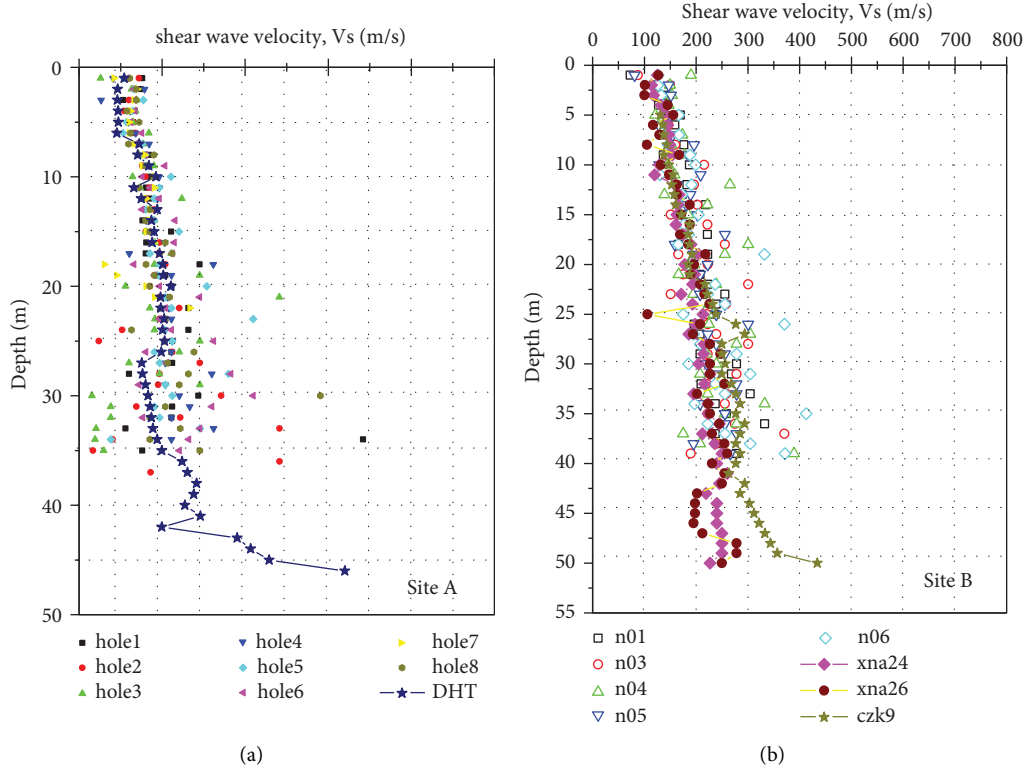 shear wave velocity, Vs (m/s)
0
10
20
30
40
50
Depth (m)
Site A
hole1
hole2
hole3
hole4
hole5
hole6
hole7
hole8
DHT
(a)
Shear wave velocity, Vs (m/s)
0 100 200 300 400 500 600 700 800
0
5
10
15
20
25
30
35
40
45
50
55
Depth (m)
Site B
n01
n03
n04
n05
n06
xna24
xna26
czk9
(b)